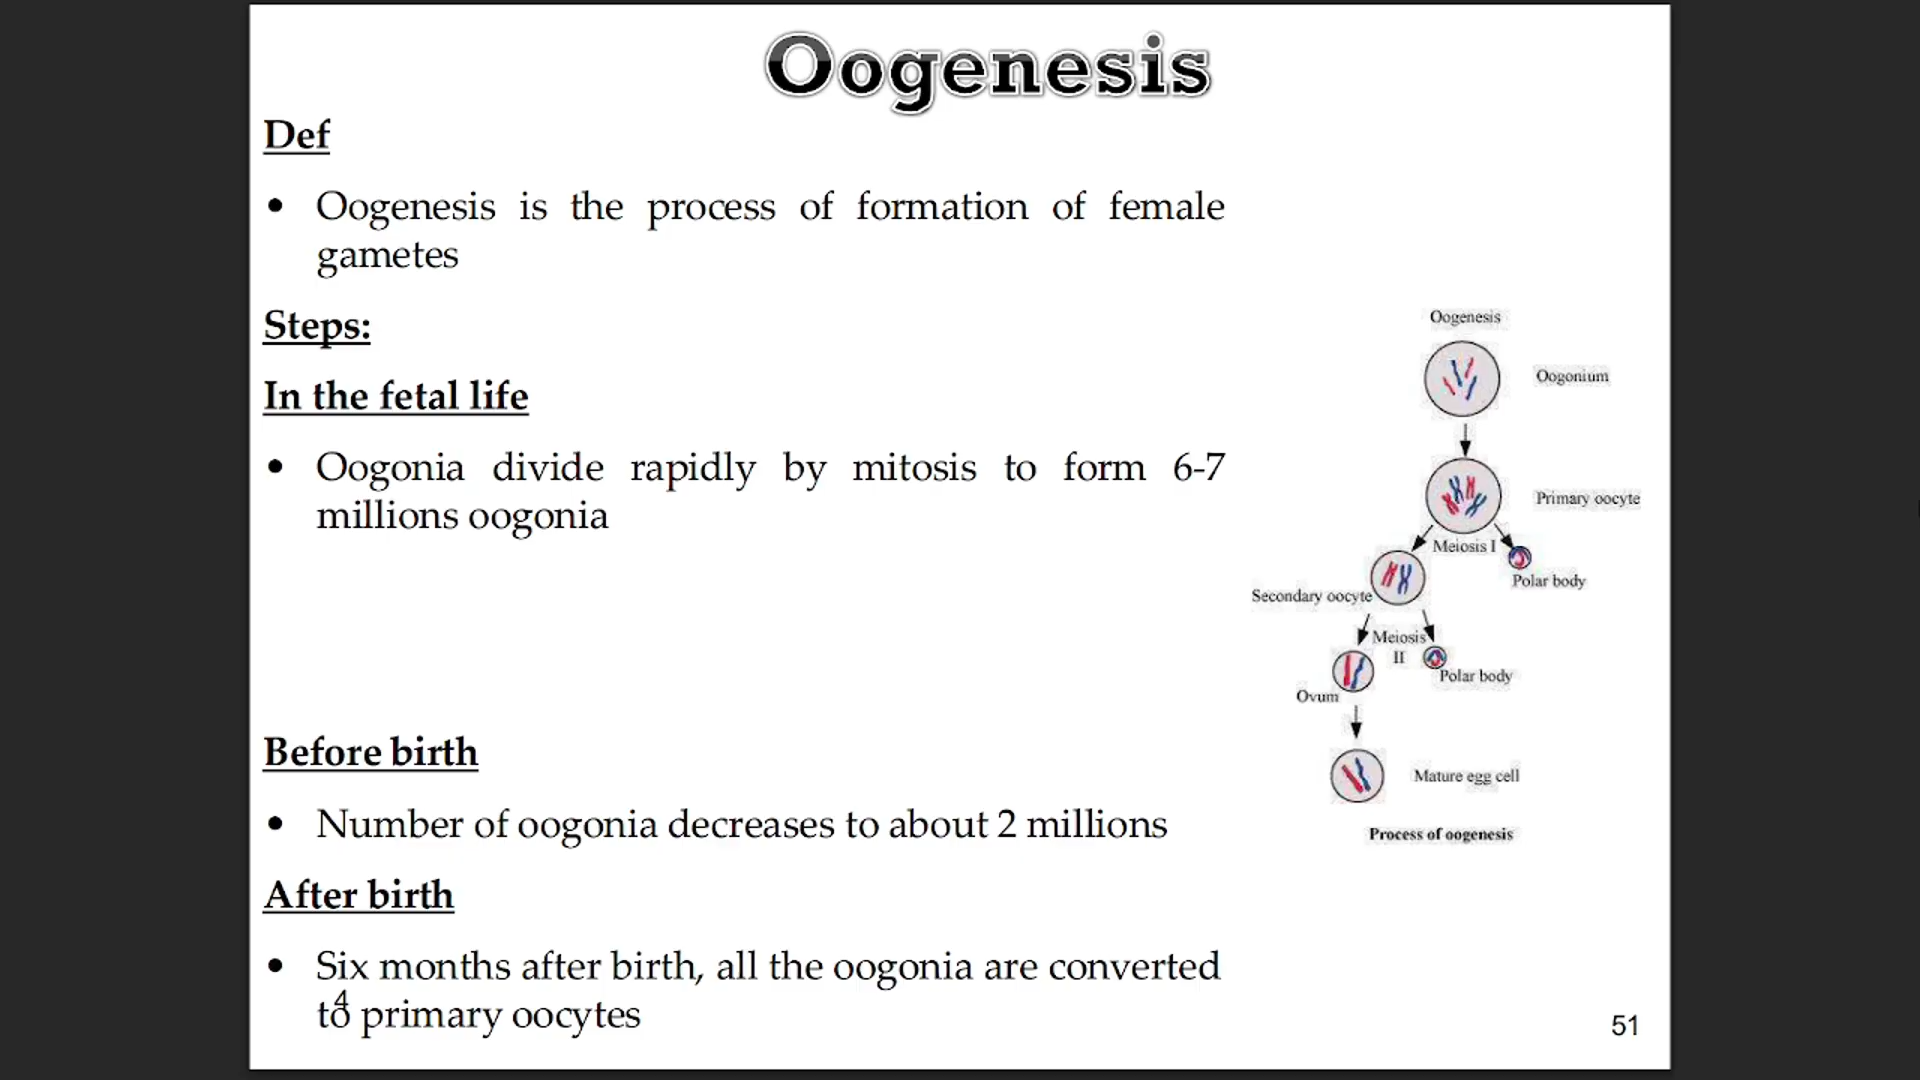 Oogenesis
Def
• Oogenesis is the process of formation of female
gametes
Steps:
In the fetal life
• Oogonia divide rapidly by mitosis to form 6-7
millions oogonia
Before birth
• Number of oogonia decreases to about 2 millions
After birth
• Six months after birth, all the oogonia are converted
to primary oocytes
4
Oogenesis
Oogonium
Primary oocyte
Meiosis I
Polar body
Secondary oocyte
Meiosis
II
Polar body
Ovum
Mature egg cell
Process of oogenesis
51